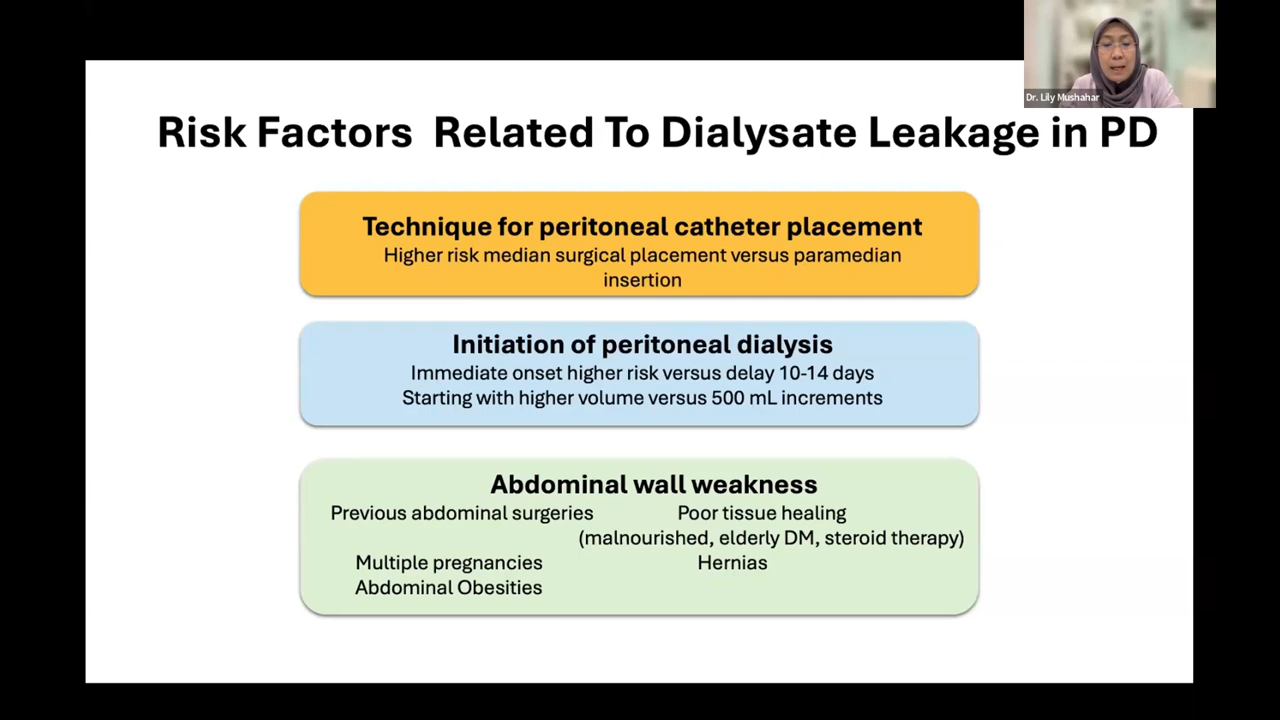 Dr. Lily Mushahar
Risk Factors  Related To Dialysate Leakage in PD
Technique for peritoneal catheter placement
Higher risk median surgical placement versus paramedian
insertion
Initiation of peritoneal dialysis
Immediate onset higher risk versus delay 10-14 days
Starting with higher volume versus 500 mL increments
Abdominal wall weakness
Previous abdominal surgeries Poor tissue healing
(malnourished, elderly DM, steroid therapy)
Multiple pregnancies Hernias
Abdominal Obesities